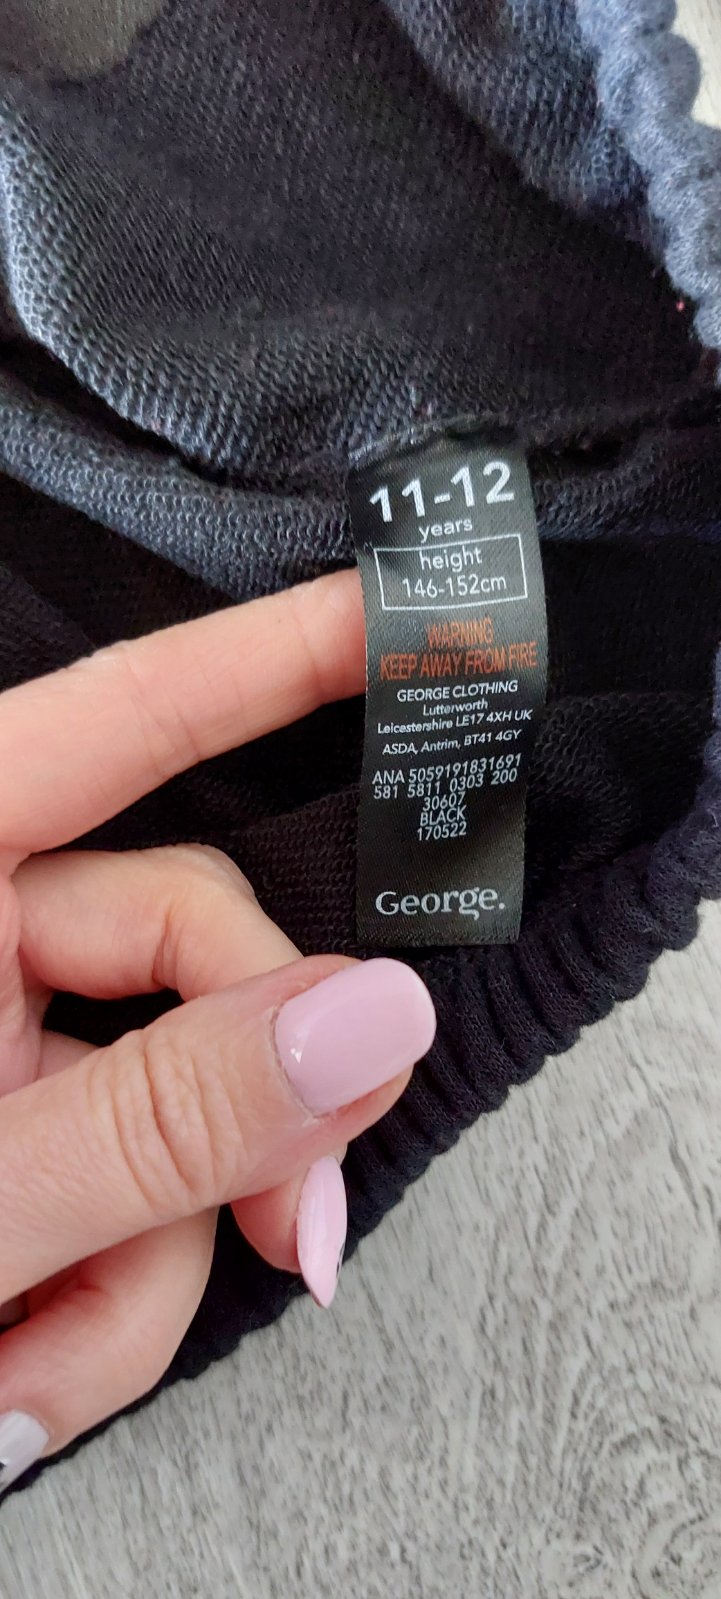 11-12
years
height
146-152cm
WARNING
KEEP AWAY FROM FIRE
GEORGE CLOTHING
Lutterworth
Leicestershire LE17 4XH UK
ASDA, Antrim, BT41 4GY
ANA 5059191831691
581 5811 0303 200
30607
BLACK
170522
George.